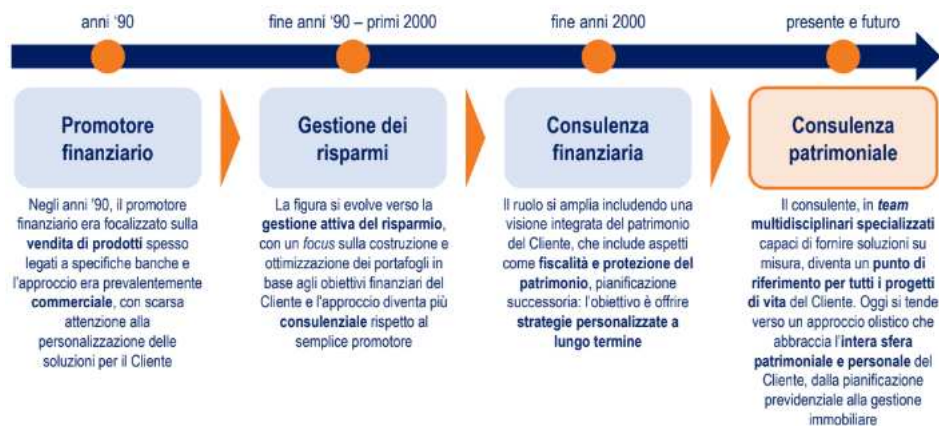 anni ‘90
fine anni ‘90 – primi 2000
fine anni 2000
presente e futuro
Promotore
finanziario
Negli anni ’90, il promotore
finanziario era focalizzato sulla
vendita di prodotti spesso
legati a specifiche banche e
l'approccio era prevalentemente
commerciale, con scarsa
attenzione alla
personalizzazione delle
soluzioni per il Cliente
Gestione dei
risparmi
La figura si evolve verso la
gestione attiva del risparmio,
con un focus sulla costruzione e
ottimizzazione dei portafogli in
base agli obiettivi finanziari del
Cliente e l'approccio diventa più
consulenziale rispetto al
semplice promotore
Consulenza
finanziaria
Il ruolo si amplia includendo una
visione integrata del patrimonio
del Cliente, che include aspetti
come fiscalità e protezione del
patrimonio, pianificazione
successoria: l’obiettivo è offrire
strategie personalizzate a
lungo termine
Consulenza
patrimoniale
Il consulente, in team
multidisciplinari specializzati
capaci di fornire soluzioni su
misura, diventa un punto di
riferimento per tutti i progetti
di vita del Cliente. Oggi si tende
verso un approccio olistico che
abbraccia l’intera sfera
patrimoniale e personale del
Cliente, dalla pianificazione
previdenziale alla gestione
immobiliare